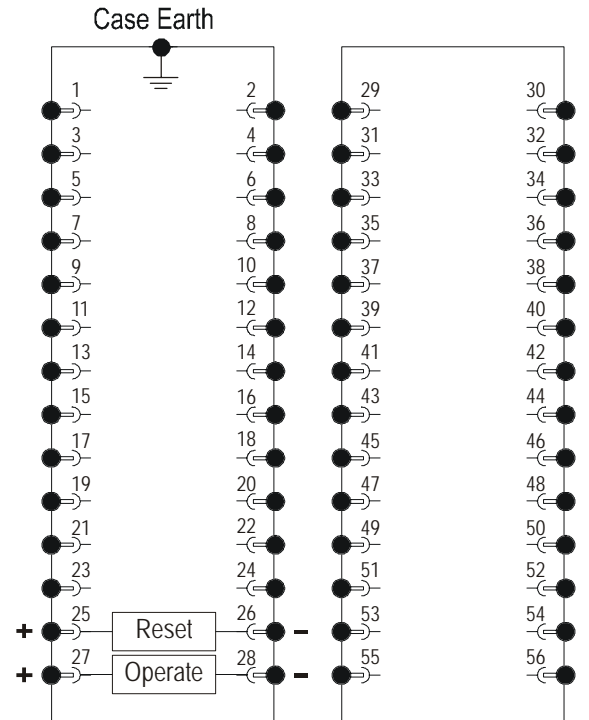 Case Earth
1 2 29 30
3 4 31 32
5 6 33 34
7 8 35 36
9 10 37 38
11 12 39 40
13 14 41 42
15 16 43 44
17 18 45 46
19 20 47 48
21 22 49 50
23 24 51 52
+ 25 Reset 26 - 53 54
+ 27 Operate 28 - 55 56